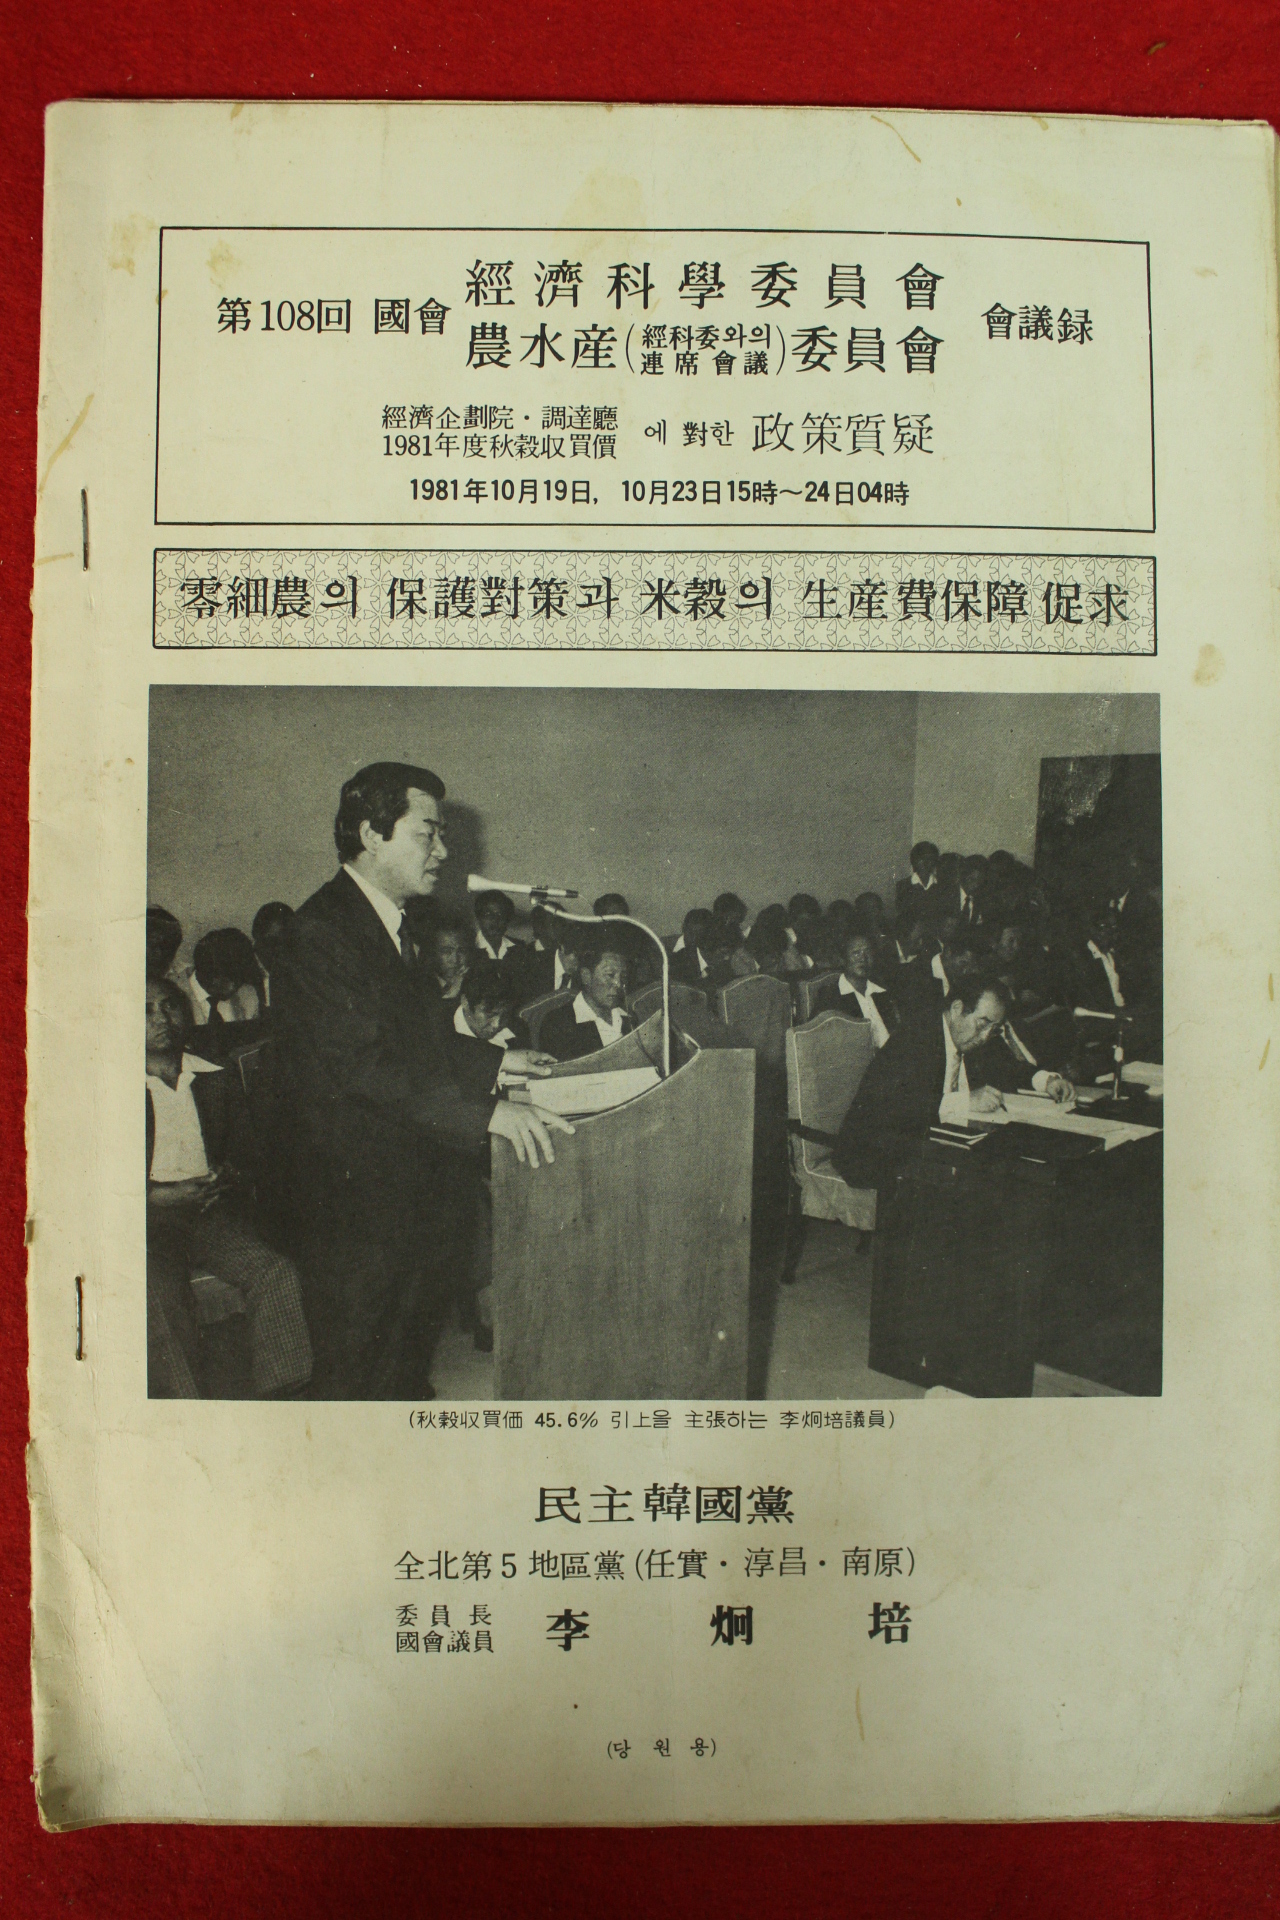 第108回 國會 經濟科學委員會 會議録
農水産(經科委와의 連席會議)委員會
經濟企劃院·調達廳
1981年度秋穀収買價 에 對한 政策質疑
1981年10月19日, 10月23日15時~24日04時
零細農의 保護對策과 米穀의 生産費保障 促求
(秋穀収買価 45.6% 引上을 主張하는 李炯培議員)
民主韓國黨
全北第5地區黨(任實·淳昌·南原)
委員長
國會議員 李炯培
(당원용)